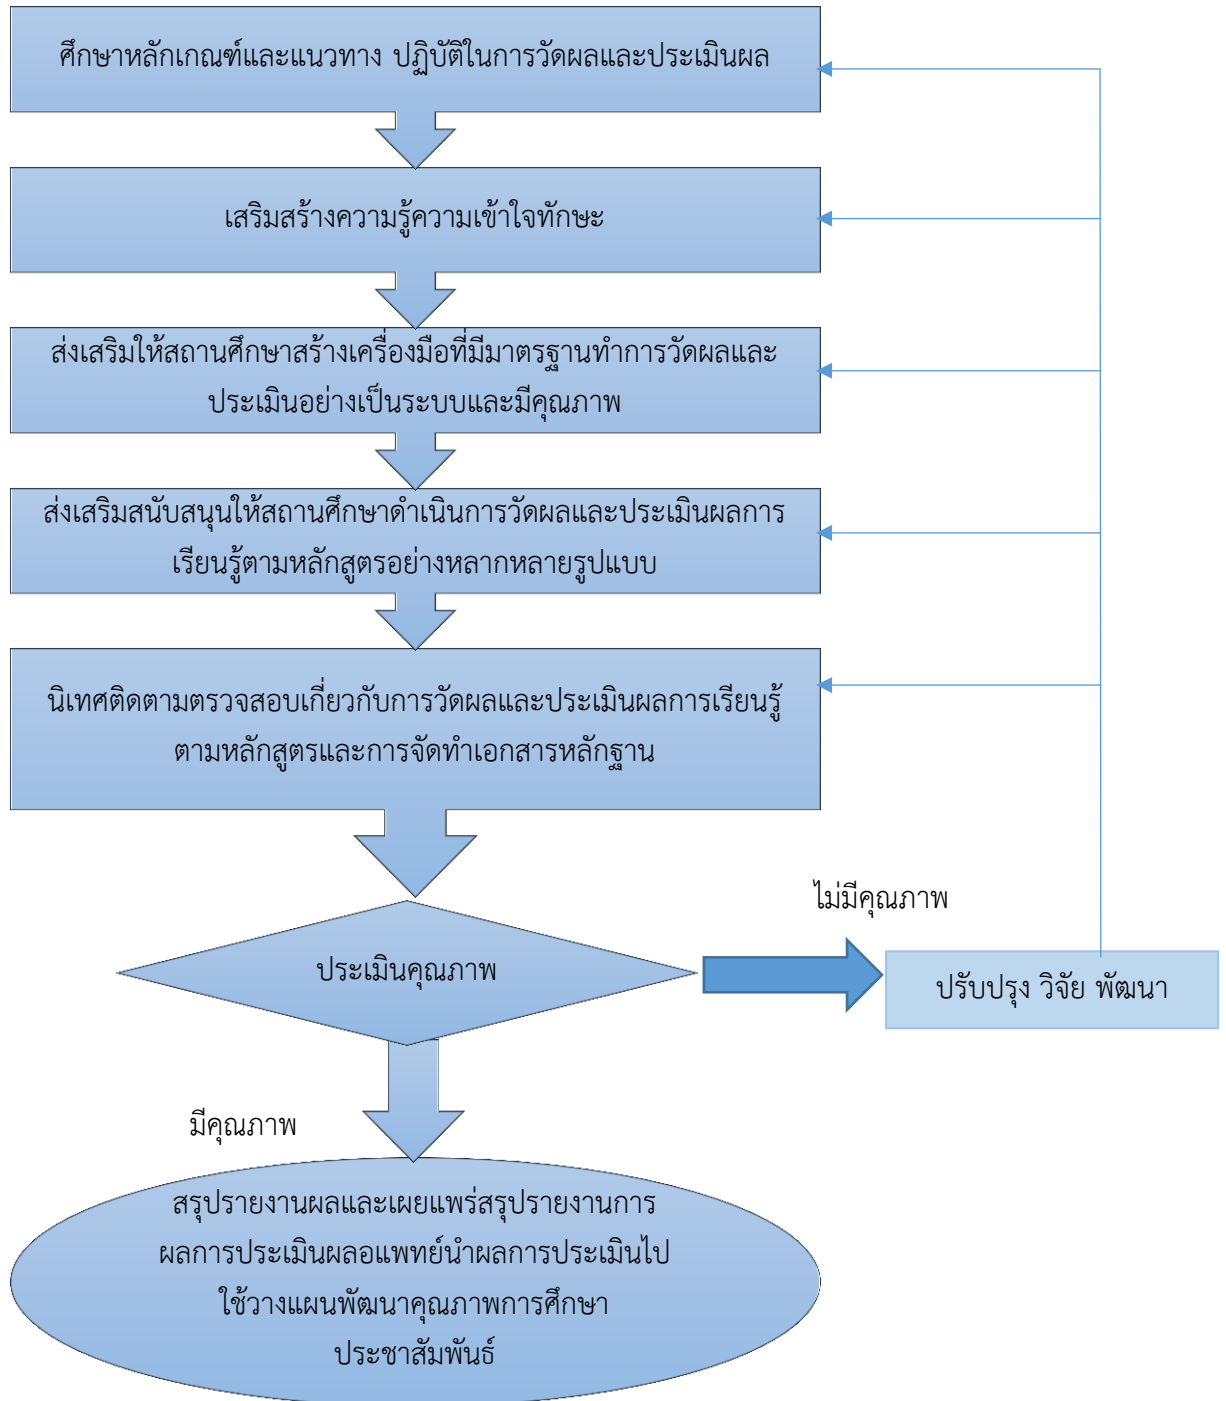 ศึกษาหลักเกณฑ์และแนวทาง ปฏิบัติในการวัดผลและประเมินผล
เสริมสร้างความรู้ความเข้าใจทักษะ
ส่งเสริมให้สถานศึกษาสร้างเครื่องมือที่มีมาตรฐานทำการวัดผลและ
ประเมินอย่างเป็นระบบและมีคุณภาพ
ส่งเสริมสนับสนุนให้สถานศึกษาดำเนินการวัดผลและประเมินผลการ
เรียนรู้ตามหลักสูตรอย่างหลากหลายรูปแบบ
นิเทศติดตามตรวจสอบเกี่ยวกับการวัดผลและประเมินผลการเรียนรู้
ตามหลักสูตรและการจัดทำเอกสารหลักฐาน
ไม่มีคุณภาพ
ประเมินคุณภาพ
ปรับปรุง วิจัย พัฒนา
มีคุณภาพ
สรุปรายงานผลและเผยแพร่สรุปรายงานการ
ผลการประเมินผลอแพทย์นำผลการประเมินไป
ใช้วางแผนพัฒนาคุณภาพการศึกษา
ประชาสัมพันธ์